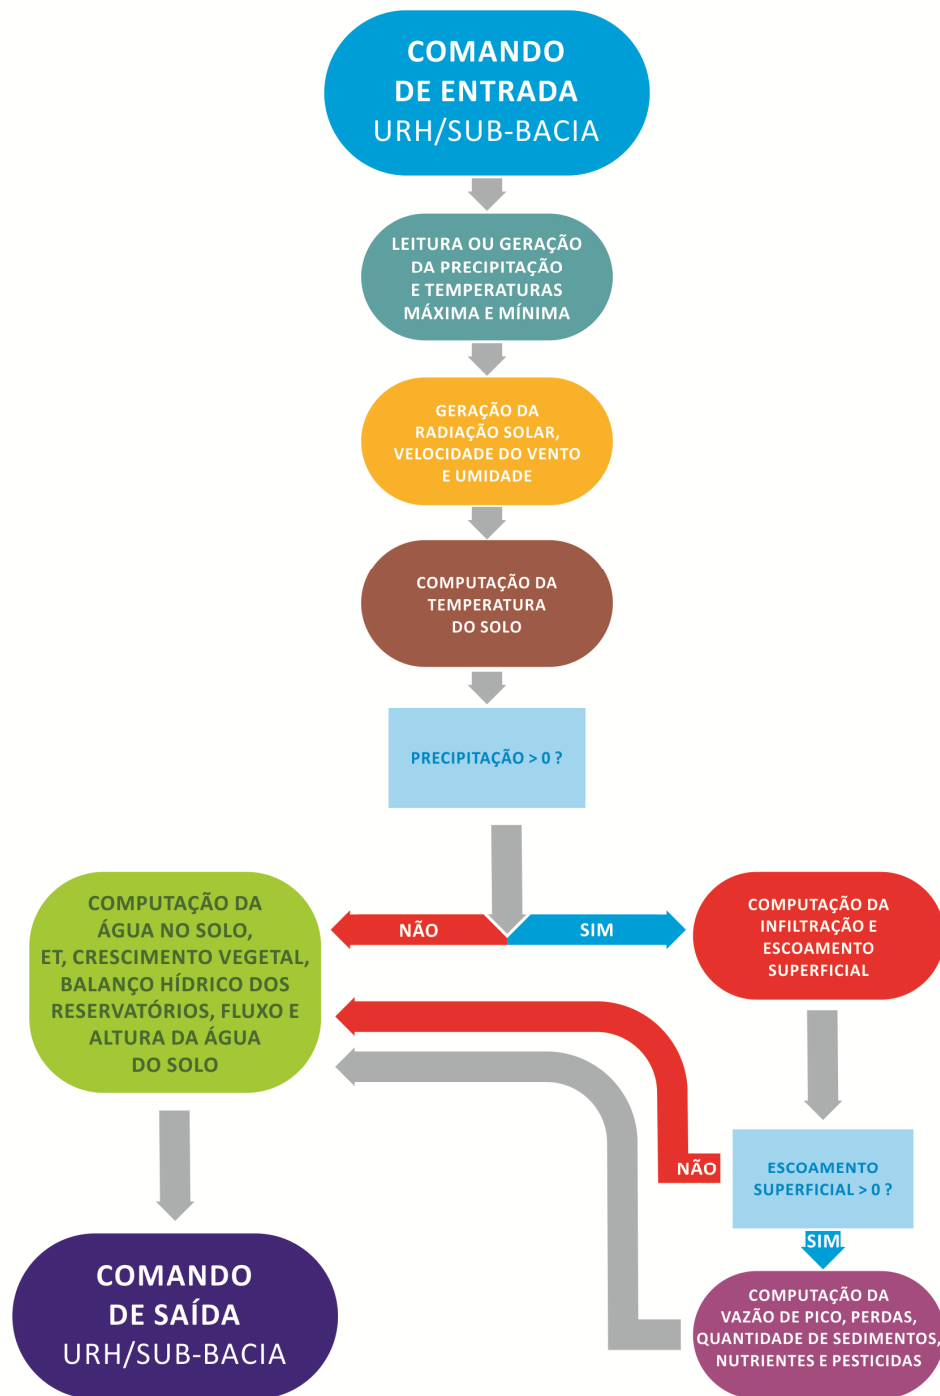 COMANDO
DE ENTRADA
URH/SUB-BACIA
LEITURA OU GERAÇÃO
DA PRECIPITAÇÃO
E TEMPERATURAS
MÁXIMA E MÍNIMA
GERAÇÃO DA
RADIAÇÃO SOLAR,
VELOCIDADE DO VENTO
E UMIDADE
COMPUTAÇÃO DA
TEMPERATURA
DO SOLO
PRECIPITAÇÃO > 0 ?
NÃO
SIM
COMPUTAÇÃO DA
ÁGUA NO SOLO,
ET, CRESCIMENTO VEGETAL,
BALANÇO HÍDRICO DOS
RESERVATÓRIOS, FLUXO E
ALTURA DA ÁGUA
DO SOLO
COMPUTAÇÃO DA
INFILTRAÇÃO E
ESCOAMENTO
SUPERFICIAL
NÃO
ESCOAMENTO
SUPERFICIAL > 0 ?
SIM
COMPUTAÇÃO DA
VAZÃO DE PICO, PERDAS,
QUANTIDADE DE SEDIMENTOS,
NUTRIENTES E PESTICIDAS
COMANDO
DE SAÍDA
URH/SUB-BACIA